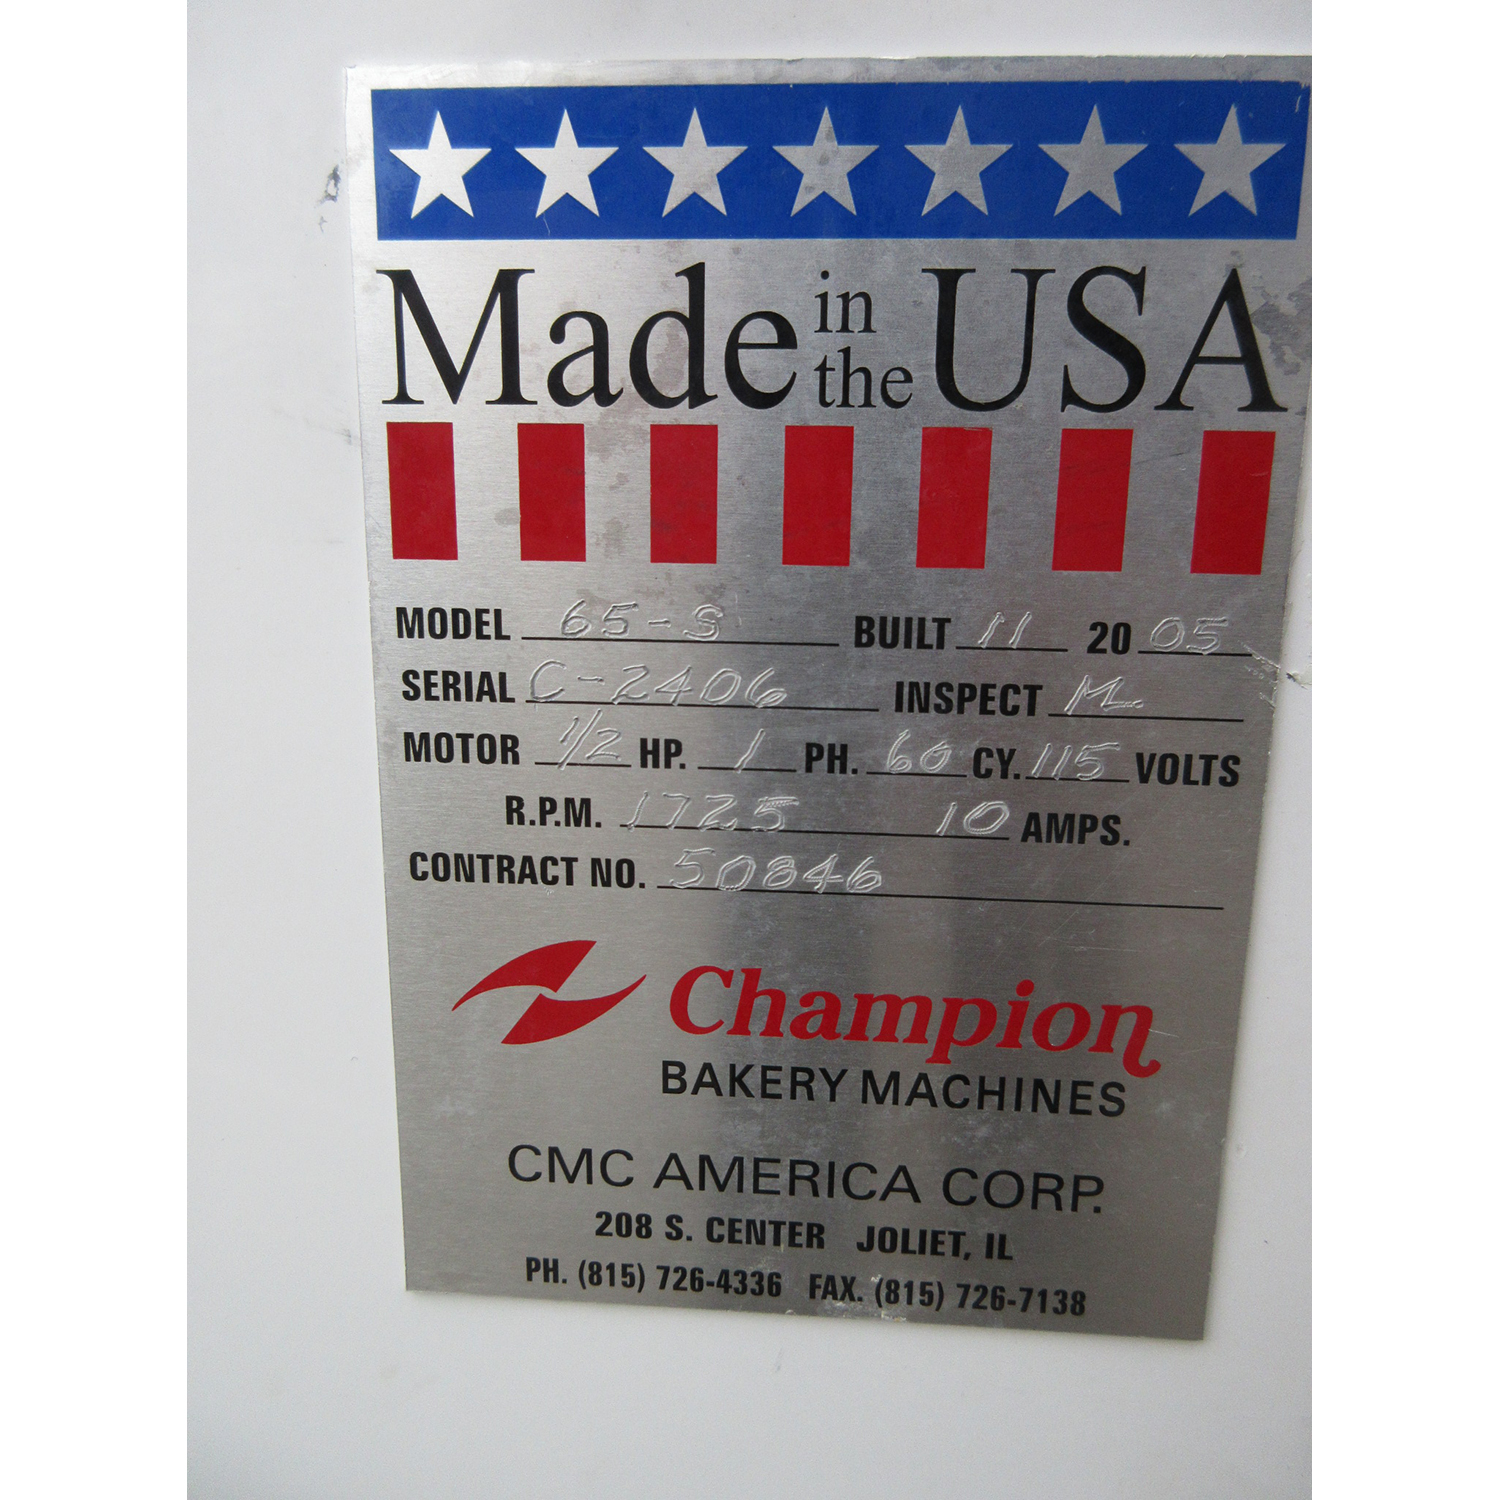 Made in the USA
MODEL 65-S BUILT 11 20 05
SERIAL C-2406 INSPECT
MOTOR 1/2 HP. 1 PH. 60 CY. 115 VOLTS
R.P.M. 1725 10 AMPS.
CONTRACT NO. 50846
Champion
BAKERY MACHINES
CMC AMERICA CORP.
208 S. CENTER JOLIET, IL
PH. (815) 726-4336 FAX. (815) 726-7138